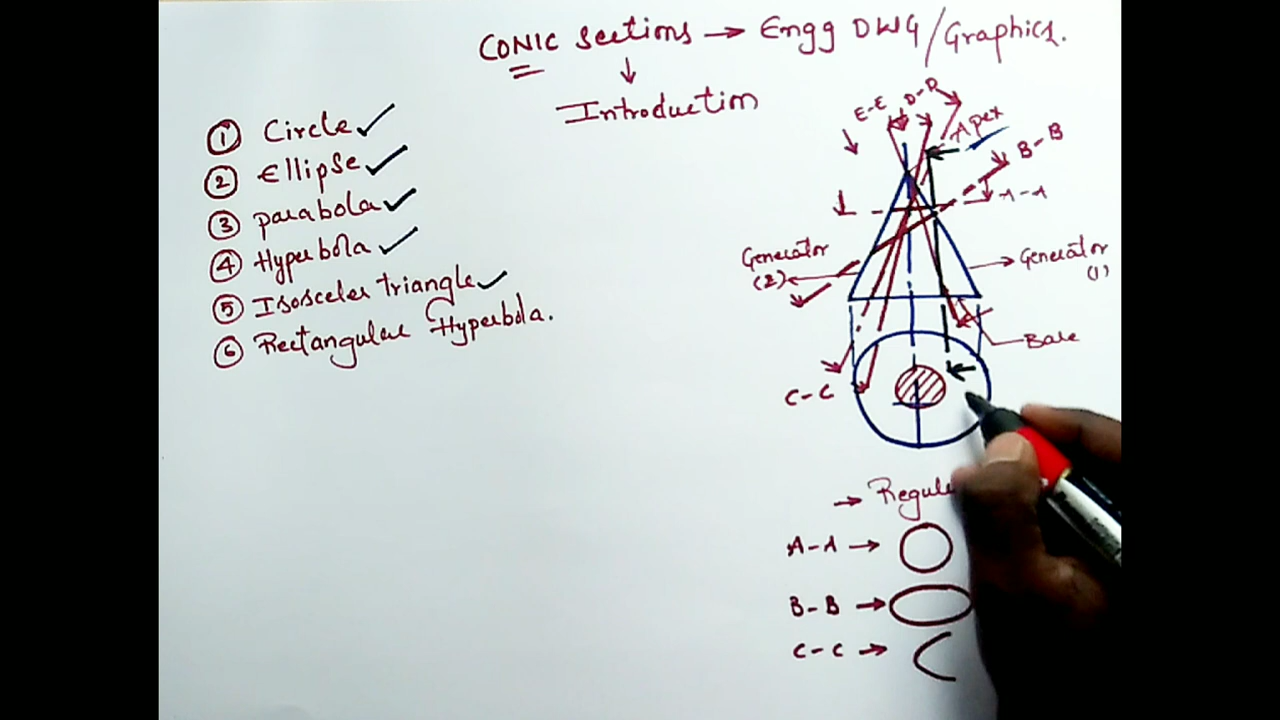 CONIC sections → Engg DWG/Graphics.
↓
Introduction
① Circle ✓
② Ellipse ✓
③ parabola ✓
④ Hyperbola ✓
⑤ Isosceles triangle ✓
⑥ Rectangular Hyperbola.
E-E
D-D
Apex
B-B
A-A
Generator
(2)
Generator
(1)
Base
C-C
→
A-A →
B-B →
C-C →